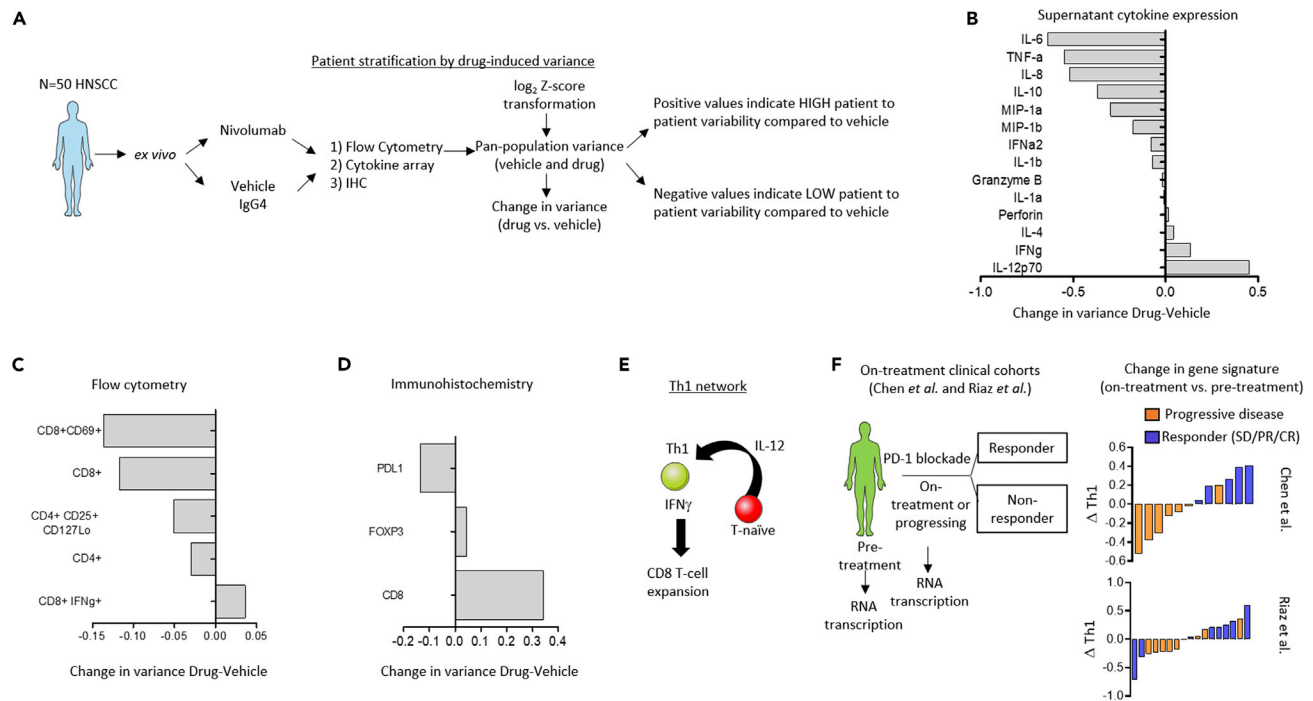 A
N=50 HNSCC
ex vivo
Nivolumab
Vehicle
IgG4
Patient stratification by drug-induced variance
1) Flow Cytometry
2) Cytokine array
3) IHC
log₂ Z-score
transformation
Pan-population variance
(vehicle and drug)
Change in variance
(drug vs. vehicle)
Positive values indicate HIGH patient to
patient variability compared to vehicle
Negative values indicate LOW patient to
patient variability compared to vehicle
B
Supernatant cytokine expression
IL-6
TNF-a
IL-8
IL-10
MIP-1a
MIP-1b
IFNa2
IL-1b
Granzyme B
IL-1a
Perforin
IL-4
IFNg
IL-12p70
-1.0 -0.5 0.0 0.5
Change in variance Drug-Vehicle
C
Flow cytometry
CD8+CD69+
CD8+
CD4+ CD25+
CD127Lo
CD4+
CD8+ IFNg+
-0.15 -0.10 -0.05 0.00 0.05
Change in variance Drug-Vehicle
D
Immunohistochemistry
PDL1
FOXP3
CD8
-0.2 -0.1 0.0 0.1 0.2 0.3 0.4
Change in variance Drug-Vehicle
E
Th1 network
Th1
IL-12
IFNγ
T-naïve
CD8 T-cell
expansion
F
On-treatment clinical cohorts
(Chen et al. and Riaz et al.)
PD-1 blockade
On-
treatment or
progressing
Responder
Non-
responder
Pre-
treatment
RNA
transcription
RNA
transcription
Change in gene signature
(on-treatment vs. pre-treatment)
Progressive disease
Responder (SD/PR/CR)
Δ Th1
0.6
0.4
0.2
0.0
-0.2
-0.4
-0.6
Chen et al.
Δ Th1
1.0
0.5
0.0
-0.5
-1.0
Riaz et al.